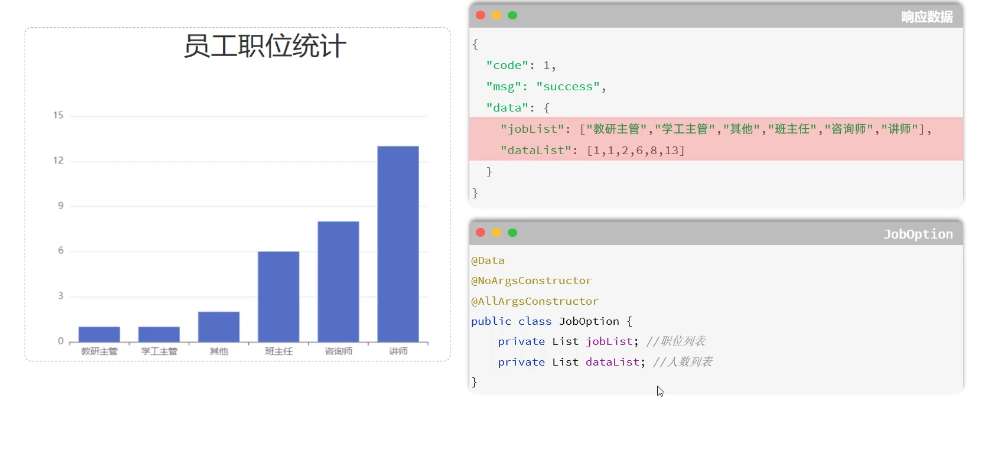 员工职位统计
15
12
9
6
3
0
教研主管 学工主管 其他 班主任 咨询师 讲师
响应数据
{
"code": 1,
"msg": "success",
"data": {
"jobList": ["教研主管","学工主管","其他","班主任","咨询师","讲师"],
"dataList": [1,1,2,6,8,13]
}
}
JobOption
@Data
@NoArgsConstructor
@AllArgsConstructor
public class JobOption {
private List jobList; //职位列表
private List dataList; //人数列表
}